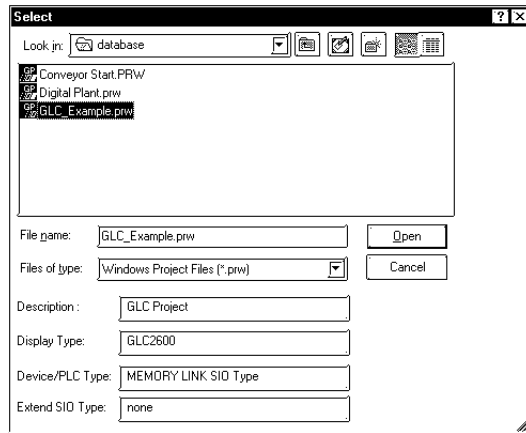 Select
Look in: database
Conveyor Start.PRW
Digital Plant.prw
GLC_Example.prw
File name: GLC_Example.prw Open
Files of type: Windows Project Files (*.prw) Cancel
Description : GLC Project
Display Type: GLC2600
Device/PLC Type: MEMORY LINK SIO Type
Extend SIO Type: none